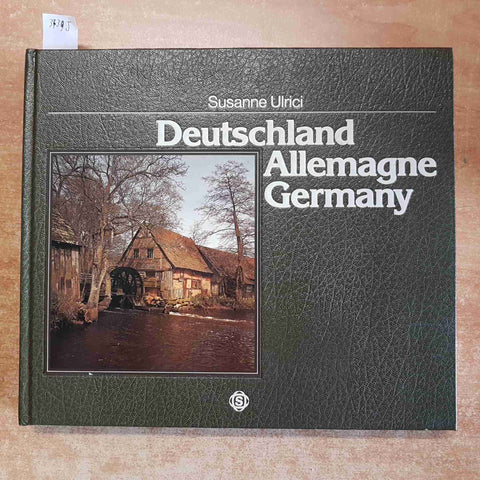 Susanne Ulrici
Deutschland
Allemagne
Germany
S